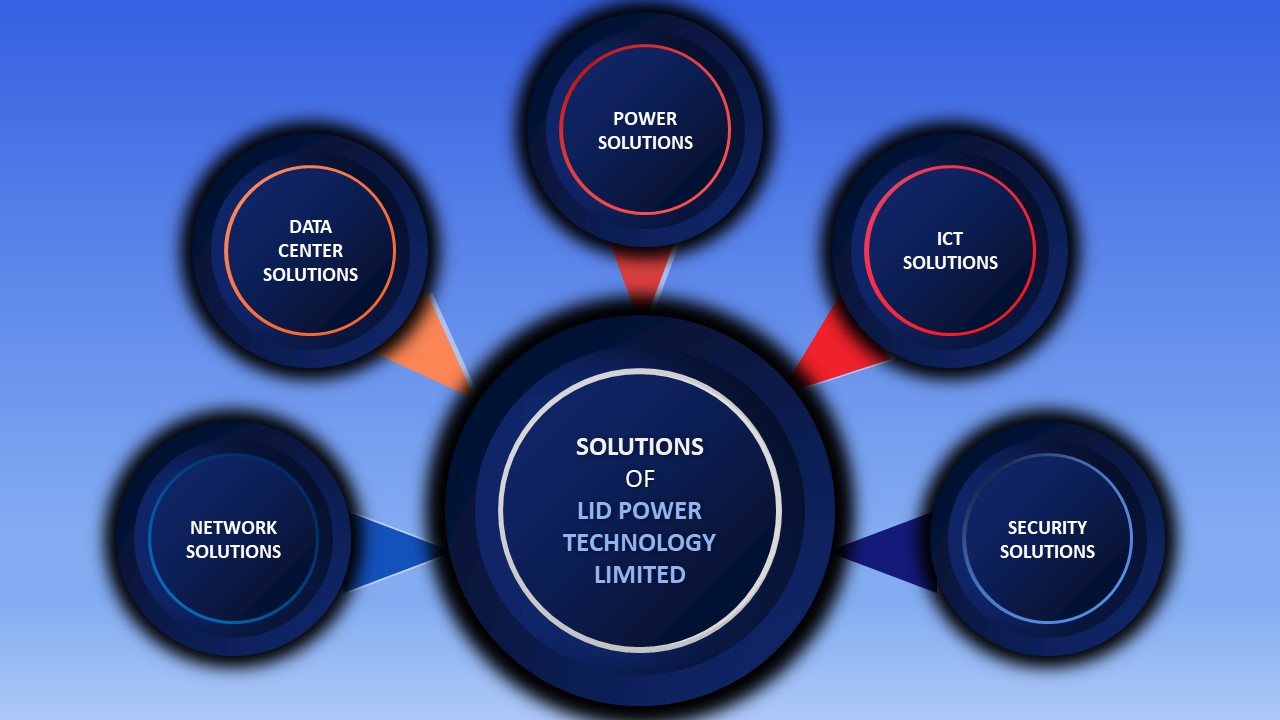 POWER
SOLUTIONS
DATA
CENTER
SOLUTIONS
ICT
SOLUTIONS
SOLUTIONS
OF
LID POWER
TECHNOLOGY
LIMITED
NETWORK
SOLUTIONS
SECURITY
SOLUTIONS